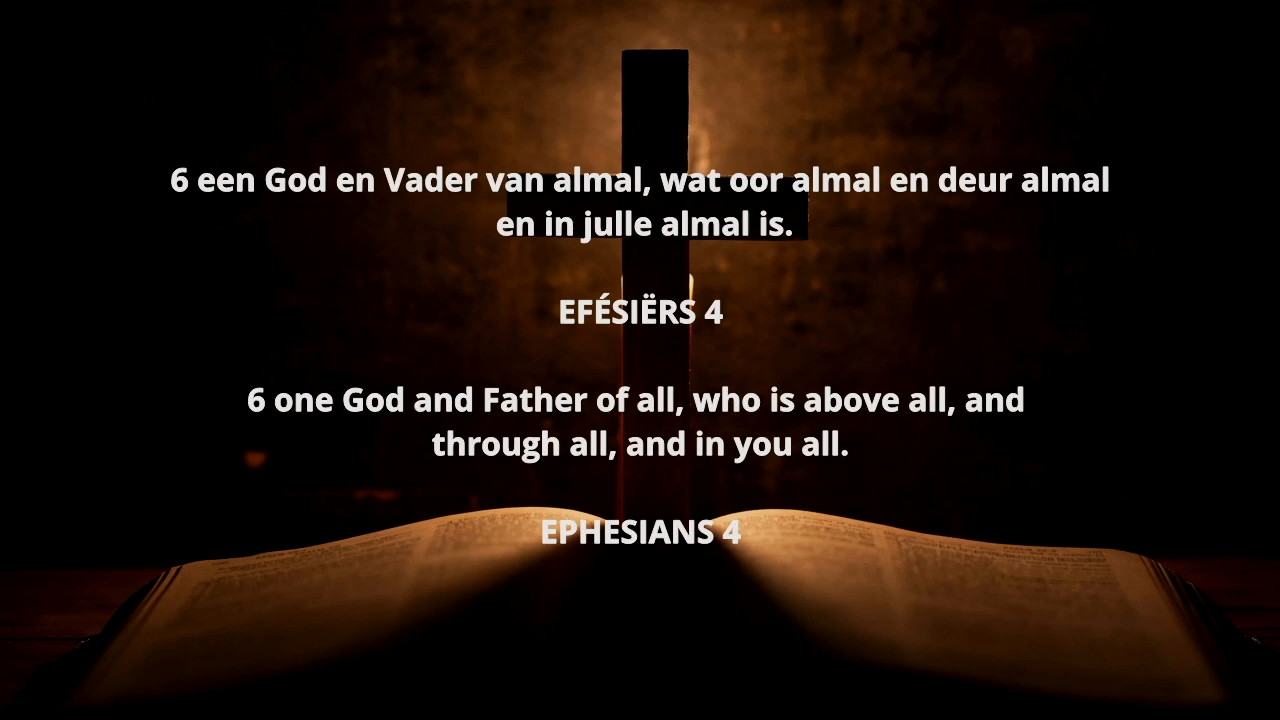 6 een God en Vader van almal, wat oor almal en deur almal
en in julle almal is.
EFÉSIËRS 4
6 one God and Father of all, who is above all, and
through all, and in you all.
EPHESIANS 4